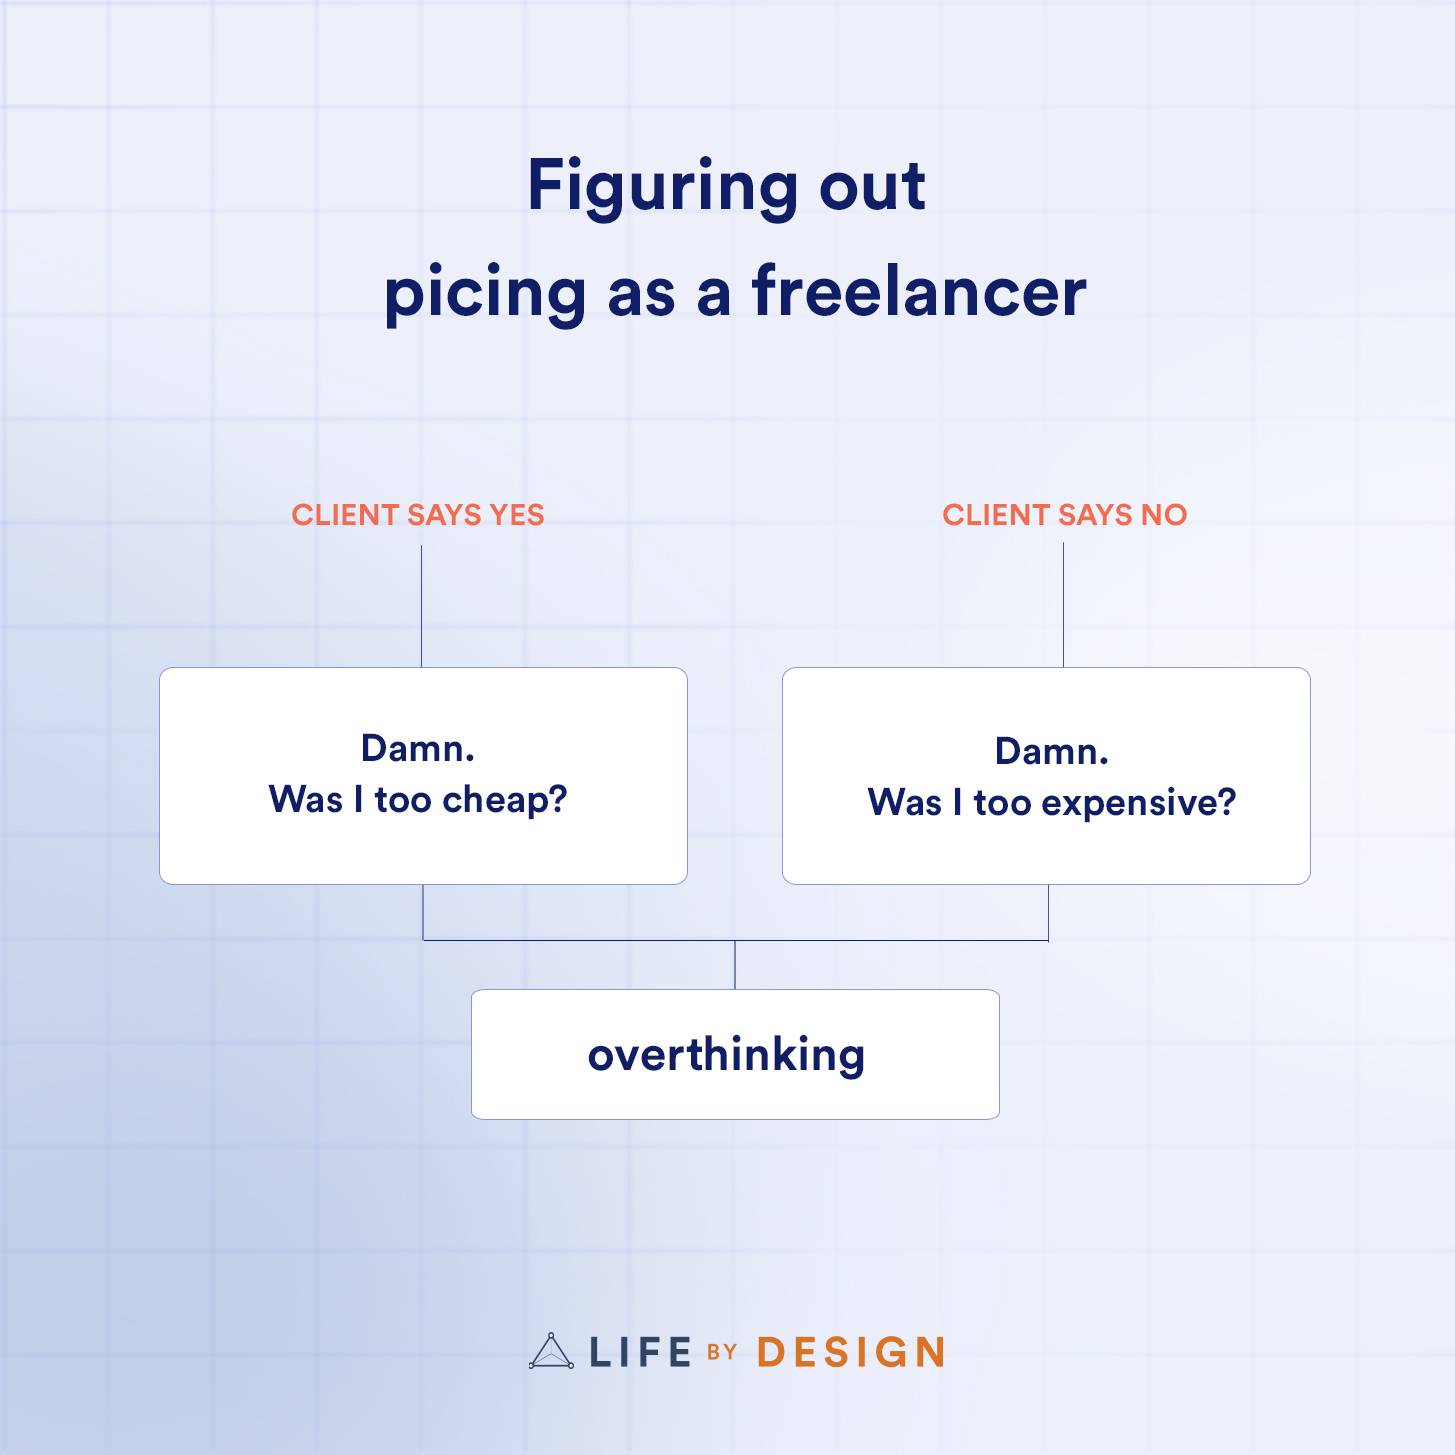 Figuring out
picing as a freelancer
CLIENT SAYS YES
CLIENT SAYS NO
Damn.
Was I too cheap?
Damn.
Was I too expensive?
overthinking
LIFE BY DESIGN